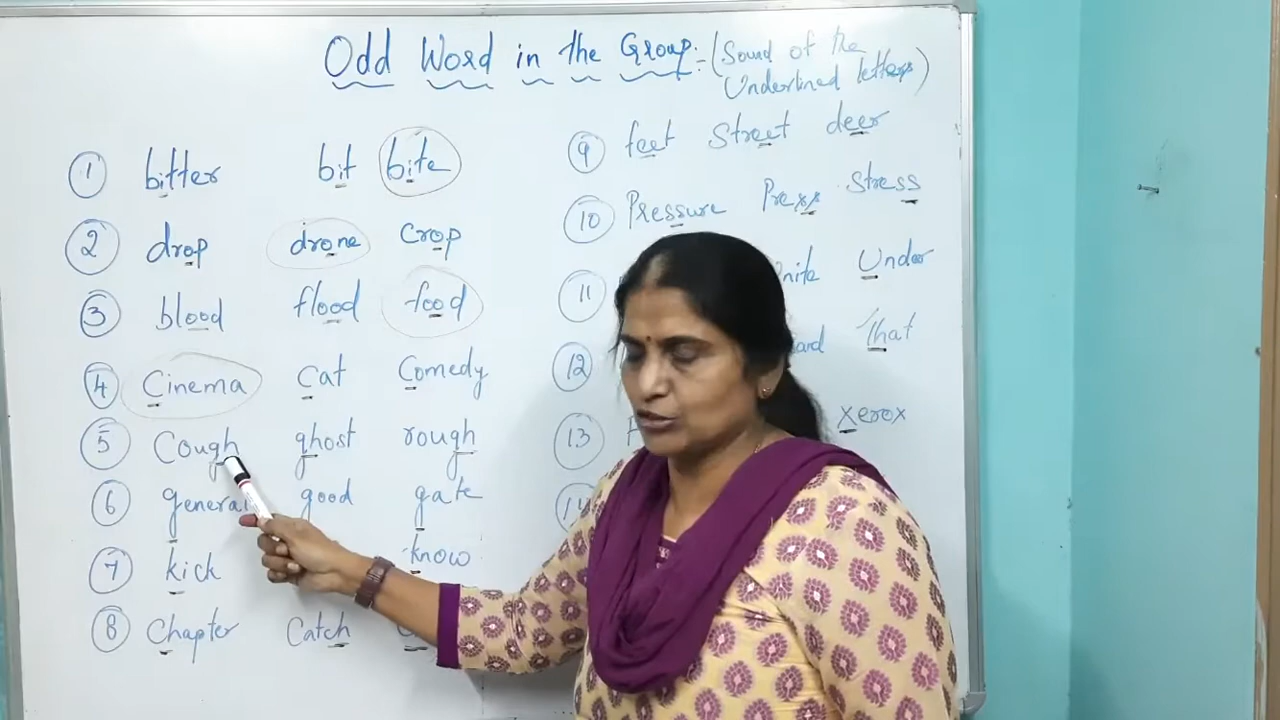 Odd Word in the Group:- (Sound of the
Underlined letters)
1 bitter bit bite
2 drop drone crop
3 blood flood food
4 Cinema Cat Comedy
5 Cough ghost rough
6 general good gate
7 kick know
8 Chapter Catch
9 feet Street deer
10 Pressure Press Stress
11 Under
12 That
13 xerox
14